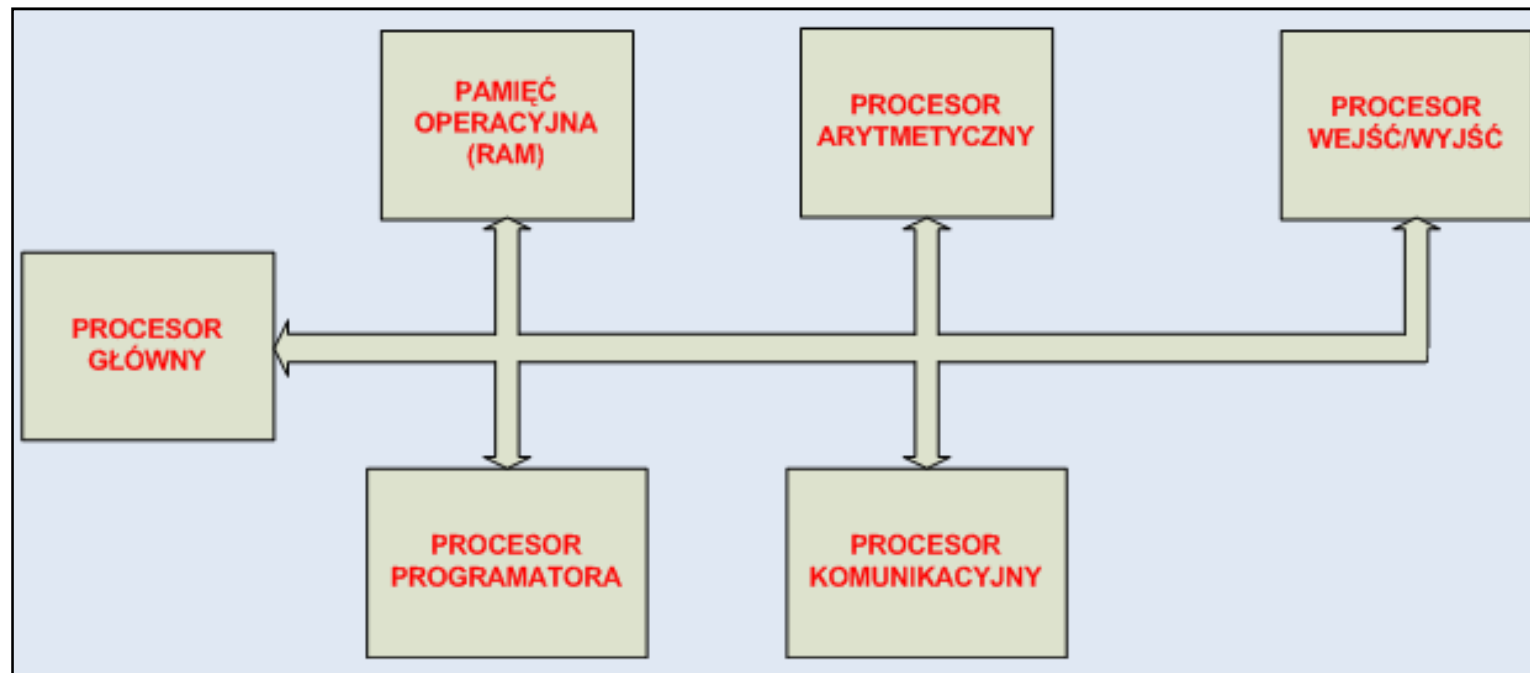 PAMIĘĆ
OPERACYJNA
(RAM)
PROCESOR
ARYTMETYCZNY
PROCESOR
WEJŚĆ/WYJŚĆ
PROCESOR
GŁÓWNY
PROCESOR
PROGRAMATORA
PROCESOR
KOMUNIKACYJNY